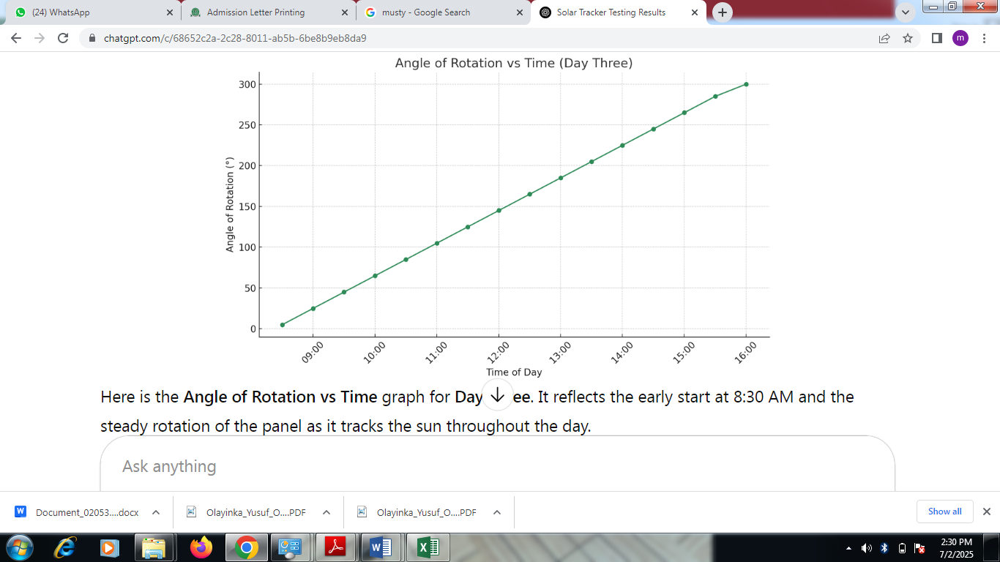 (24) WhatsApp
Admission Letter Printing
musty - Google Search
Solar Tracker Testing Results
chatgpt.com/c/68652c2a-2c28-8011-ab5b-6be8b9eb8da9
m
Angle of Rotation vs Time (Day Three)
Angle of Rotation (°)
300
250
200
150
100
50
0
09:00
10:00
11:00
12:00
13:00
14:00
15:00
16:00
Time of Day
Here is the Angle of Rotation vs Time graph for Day ee. It reflects the early start at 8:30 AM and the
steady rotation of the panel as it tracks the sun throughout the day.
Ask anything
Document_02053....docx
Olayinka_Yusuf_O....PDF
Olayinka_Yusuf_O....PDF
Show all
2:30 PM
7/2/2025